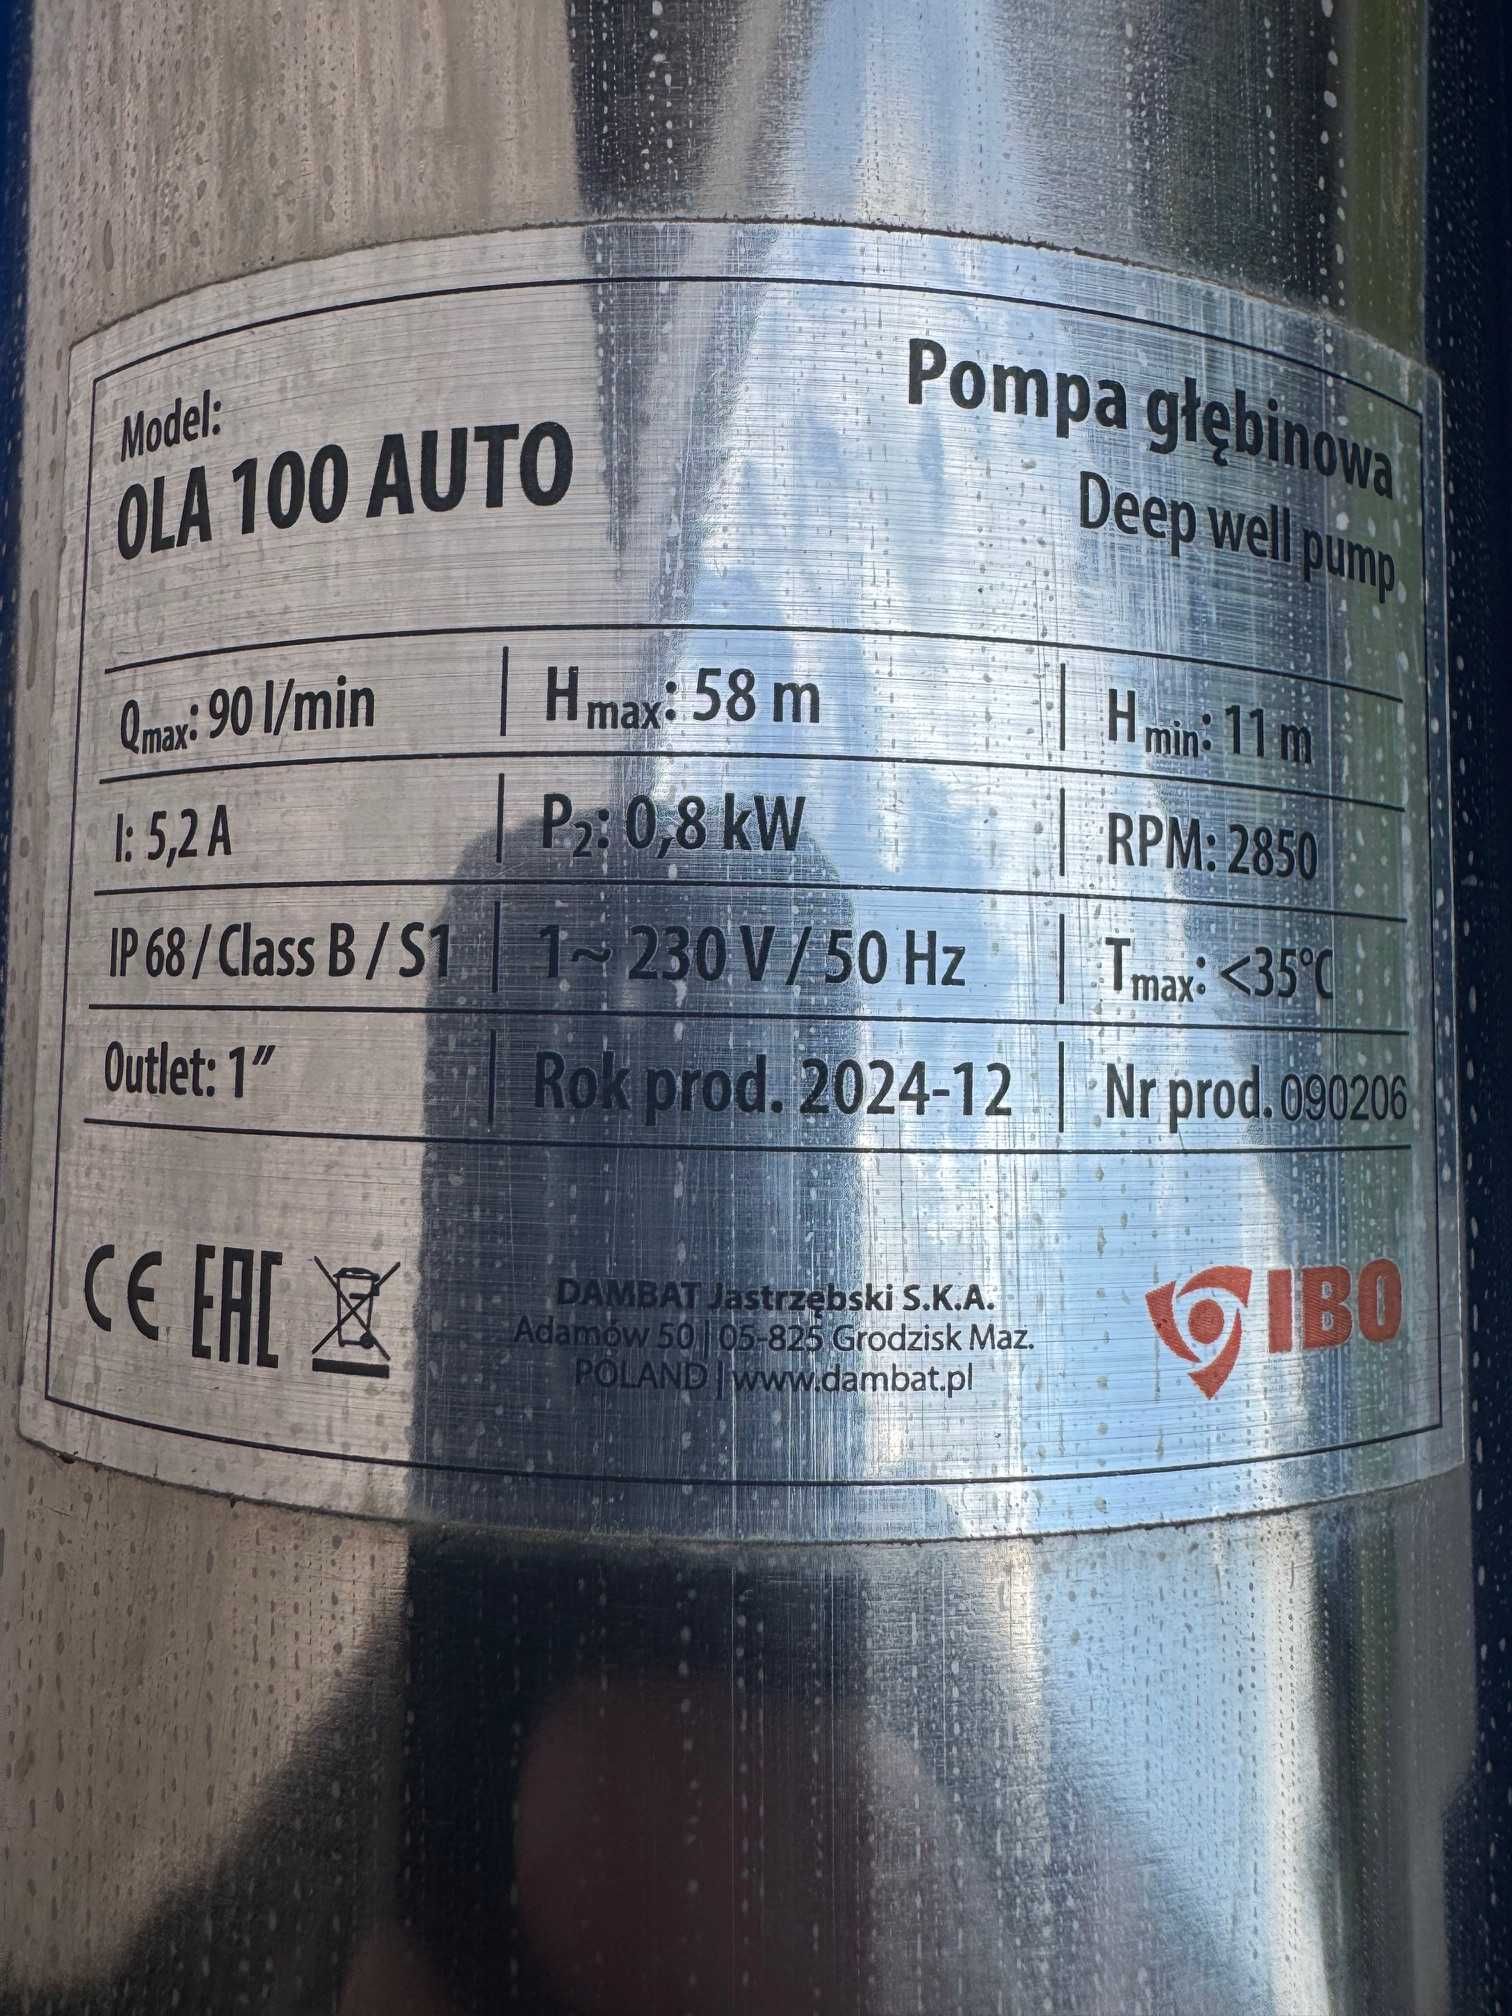 Model:
OLA 100 AUTO
Pompa głębinowa
Deep well pump
Qmax: 90 l/min | Hmax: 58 m | Hmin: 11 m
I: 5,2 A | P2: 0,8 kW | RPM: 2850
IP 68 / Class B / S1 | 1~ 230 V / 50 Hz | Tmax: <35°C
Outlet: 1” | Rok prod. 2024-12 | Nr prod. 090206
CE EAC
DAMBAT Jastrzębski S.K.A.
Adamów 50 | 05-825 Grodzisk Maz.
POLAND | www.dambat.pl
IBO